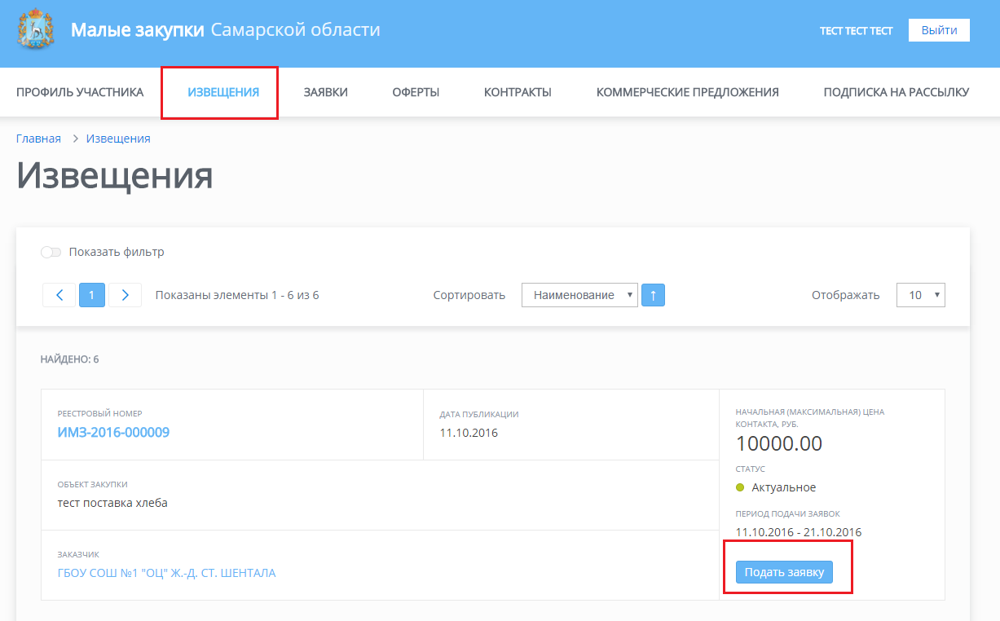 Малые закупки Самарской области
ТЕСТ ТЕСТ ТЕСТ
Выйти
ПРОФИЛЬ УЧАСТНИКА
ИЗВЕЩЕНИЯ
ЗАЯВКИ
ОФЕРТЫ
КОНТРАКТЫ
КОММЕРЧЕСКИЕ ПРЕДЛОЖЕНИЯ
ПОДПИСКА НА РАССЫЛКУ
Главная > Извещения
Извещения
Показать фильтр
1
Показаны элементы 1 - 6 из 6
Сортировать
Наименование
Отображать
10
НАЙДЕНО: 6
РЕЕСТРОВЫЙ НОМЕР
ИМЗ-2016-000009
ДАТА ПУБЛИКАЦИИ
11.10.2016
ОБЪЕКТ ЗАКУПКИ
тест поставка хлеба
ЗАКАЗЧИК
ГБОУ СОШ №1 "ОЦ" Ж.-Д. СТ. ШЕНТАЛА
НАЧАЛЬНАЯ (МАКСИМАЛЬНАЯ) ЦЕНА
КОНТАКТА, РУБ.
10000.00
СТАТУС
Актуальное
ПЕРИОД ПОДАЧИ ЗАЯВОК
11.10.2016 - 21.10.2016
Подать заявку